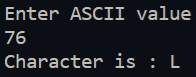 Enter ASCII value
76
Character is : L